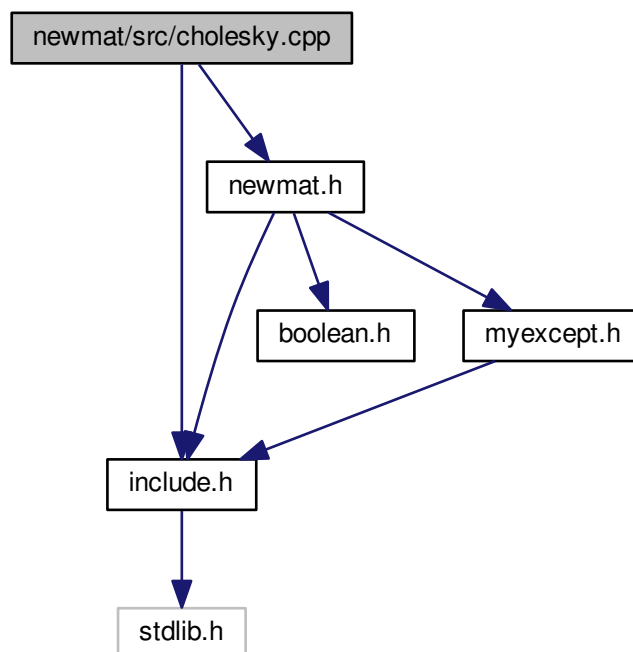 newmat/src/cholesky.cpp
newmat.h
boolean.h
myexcept.h
include.h
stdlib.h